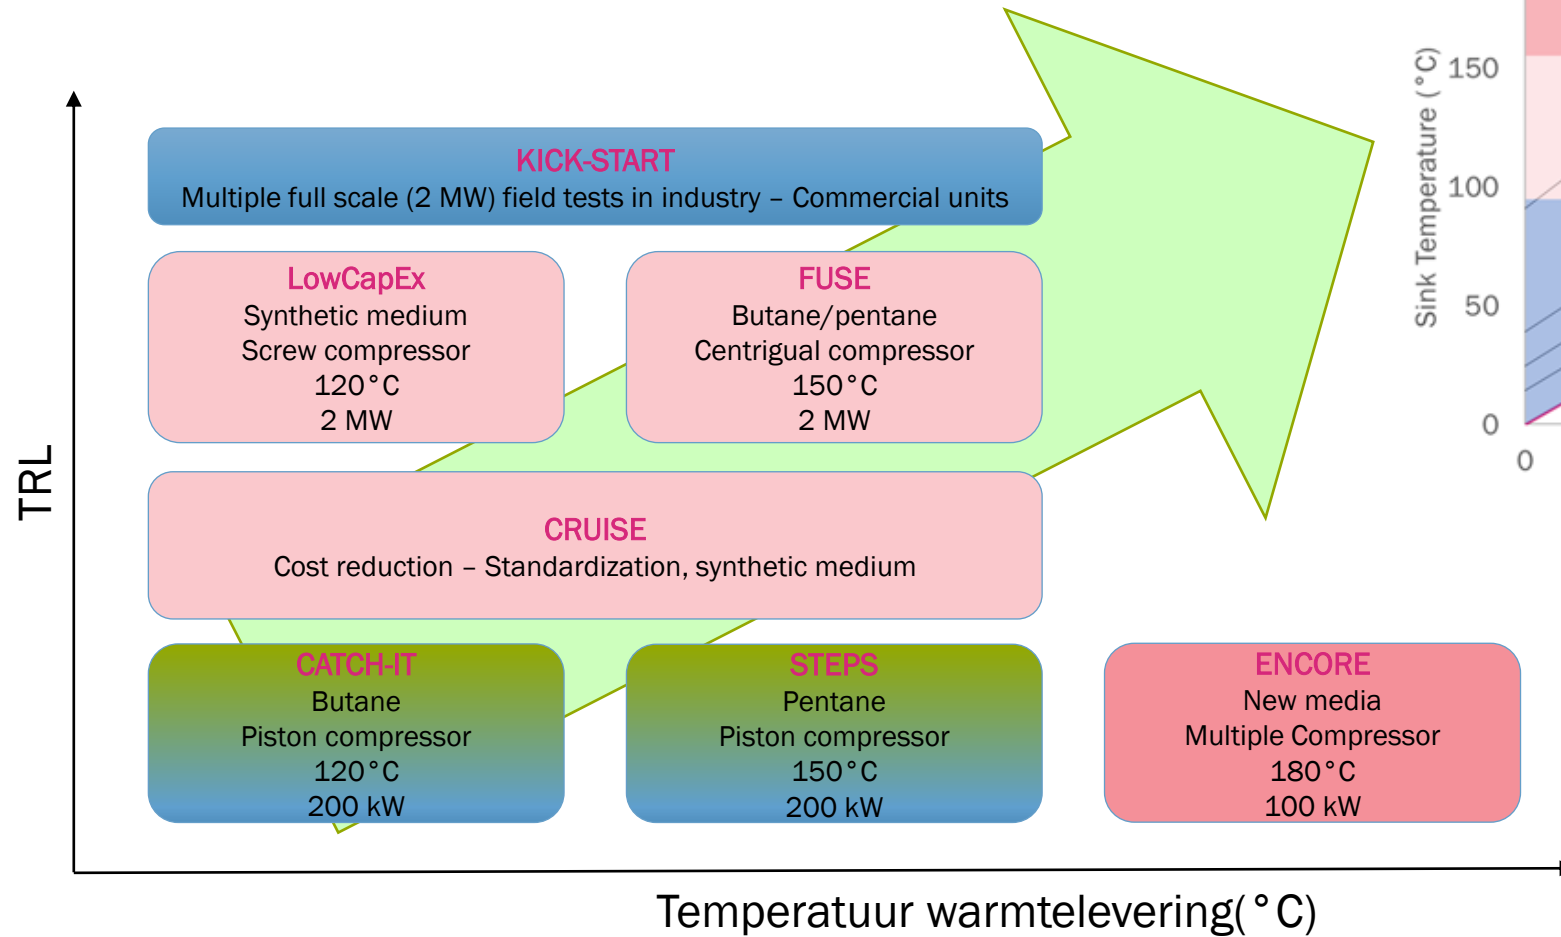 KICK-START
Multiple full scale (2 MW) field tests in industry – Commercial units
LowCapEx
Synthetic medium
Screw compressor
120°C
2 MW
FUSE
Butane/pentane
Centrigual compressor
150°C
2 MW
CRUISE
Cost reduction – Standardization, synthetic medium
CATCH-IT
Butane
Piston compressor
120°C
200 kW
STEPS
Pentane
Piston compressor
150°C
200 kW
ENCORE
New media
Multiple Compressor
180°C
100 kW
TRL
Temperatuur warmtelevering(°C)
Sink Temperature (°C)
150
100
50
0
0